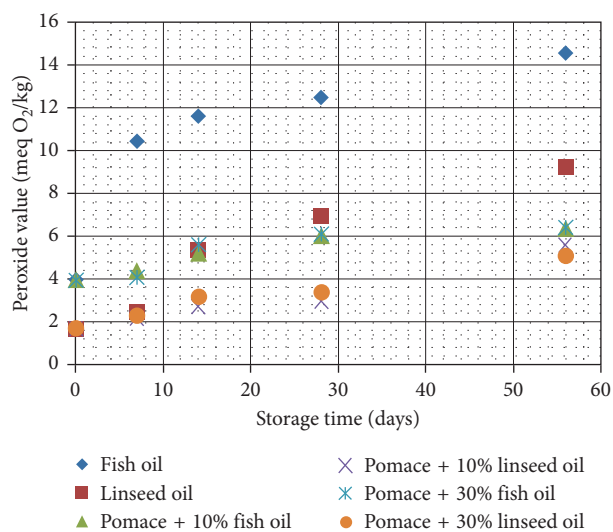 16
14
12
10
8
6
4
2
0
Peroxide value (meq O₂/kg)
0 10 20 30 40 50 60
Storage time (days)
Fish oil
Linseed oil
Pomace + 10% fish oil
Pomace + 10% linseed oil
Pomace + 30% fish oil
Pomace + 30% linseed oil